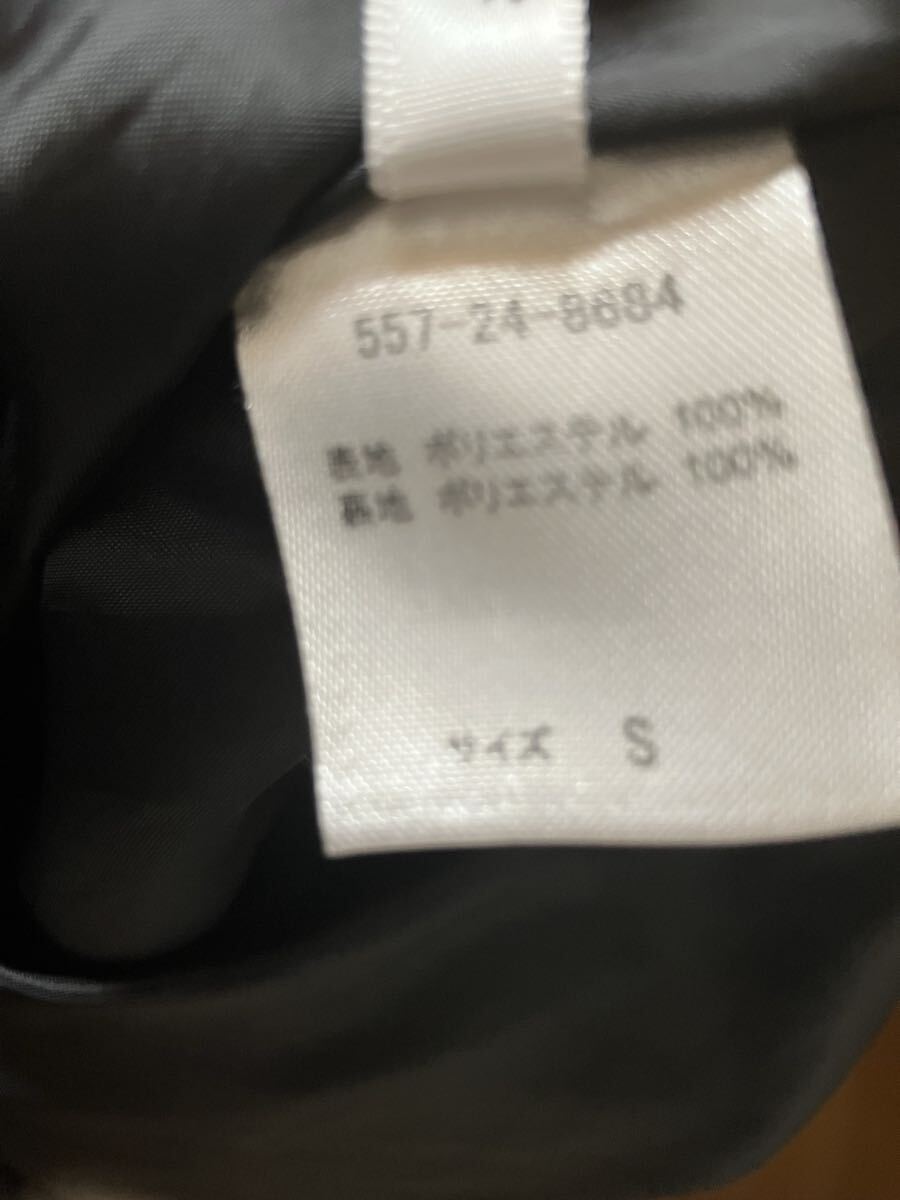 557-24-8684
表地 ポリエステル 100%
裏地 ポリエステル 100%
サイズ S